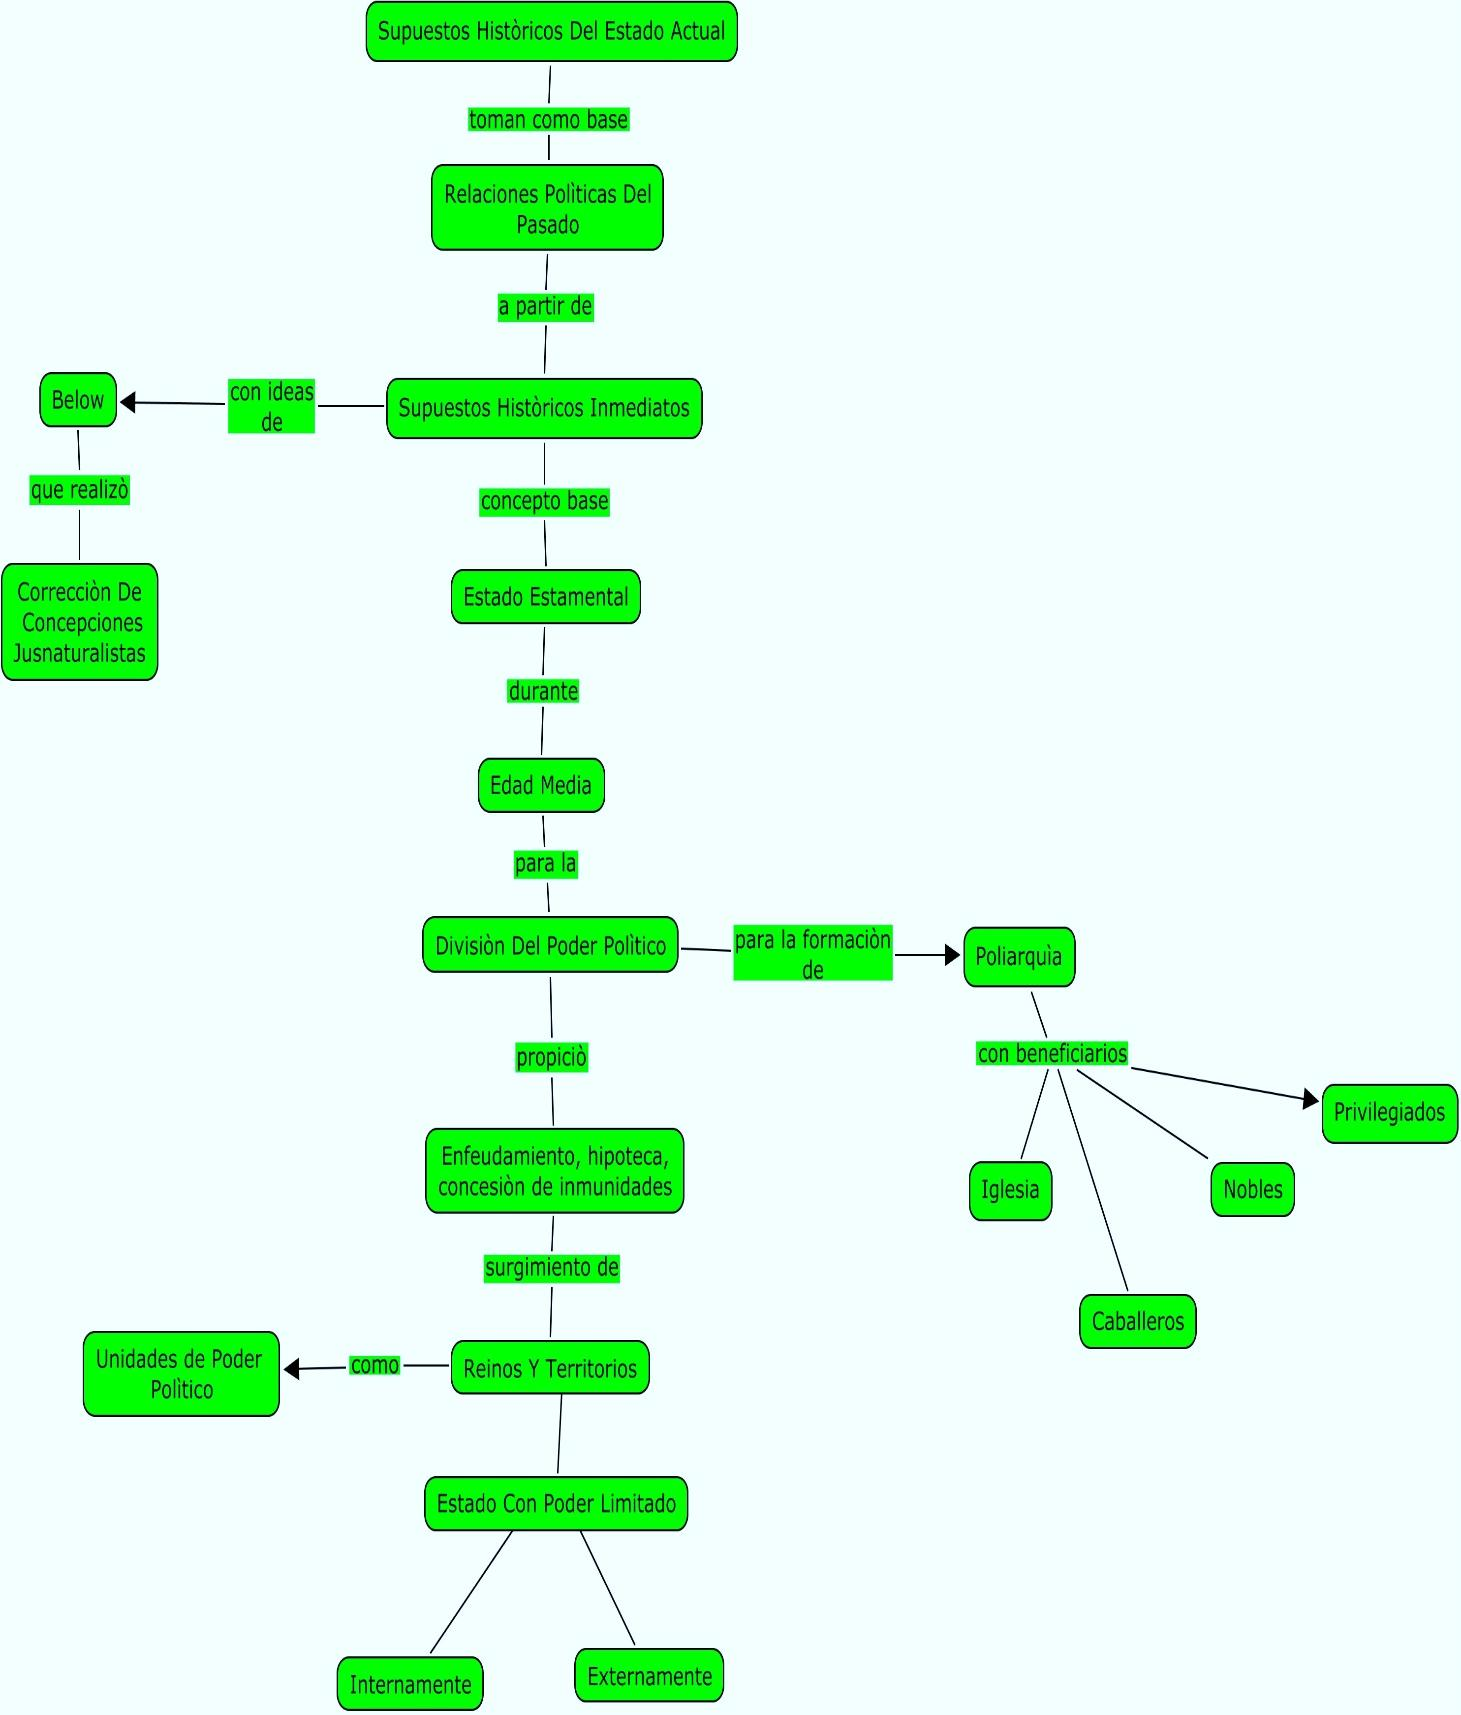 Supuestos Històricos Del Estado Actual
toman como base
Relaciones Polìticas Del
Pasado
a partir de
Supuestos Històricos Inmediatos
con ideas
de
Below
que realizò
Correcciòn De
Concepciones
Jusnaturalistas
concepto base
Estado Estamental
durante
Edad Media
para la
Divisiòn Del Poder Polìtico
para la formaciòn
de
Poliarquìa
con beneficiarios
Privilegiados
Iglesia
Nobles
Caballeros
propiciò
Enfeudamiento, hipoteca,
concesiòn de inmunidades
surgimiento de
Reinos Y Territorios
como
Unidades de Poder
Polìtico
Estado Con Poder Limitado
Internamente
Externamente